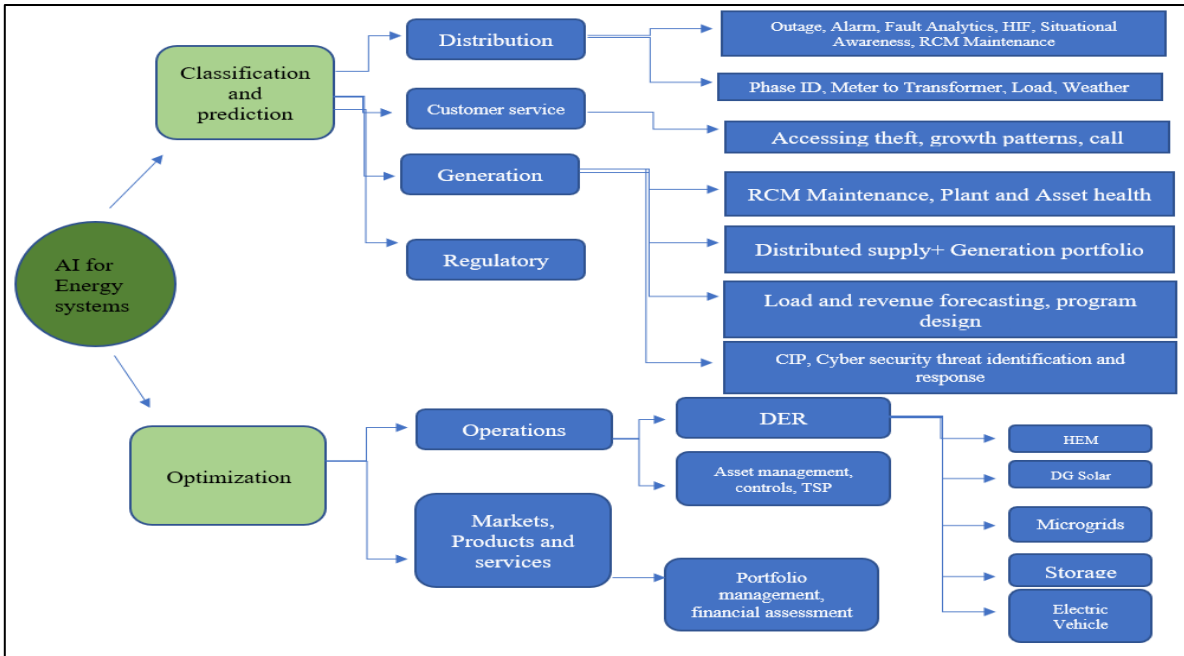 AI for
Energy
systems
Classification
and
prediction
Distribution
Outage, Alarm, Fault Analytics, HIF, Situational
Awareness, RCM Maintenance
Phase ID, Meter to Transformer, Load, Weather
Customer service
Accessing theft, growth patterns, call
Generation
RCM Maintenance, Plant and Asset health
Distributed supply+ Generation portfolio
Load and revenue forecasting, program
design
CIP, Cyber security threat identification and
response
Regulatory
Optimization
Operations
DER
HEM
DG Solar
Microgrids
Storage
Electric
Vehicle
Asset management,
controls, TSP
Markets,
Products and
services
Portfolio
management,
financial assessment